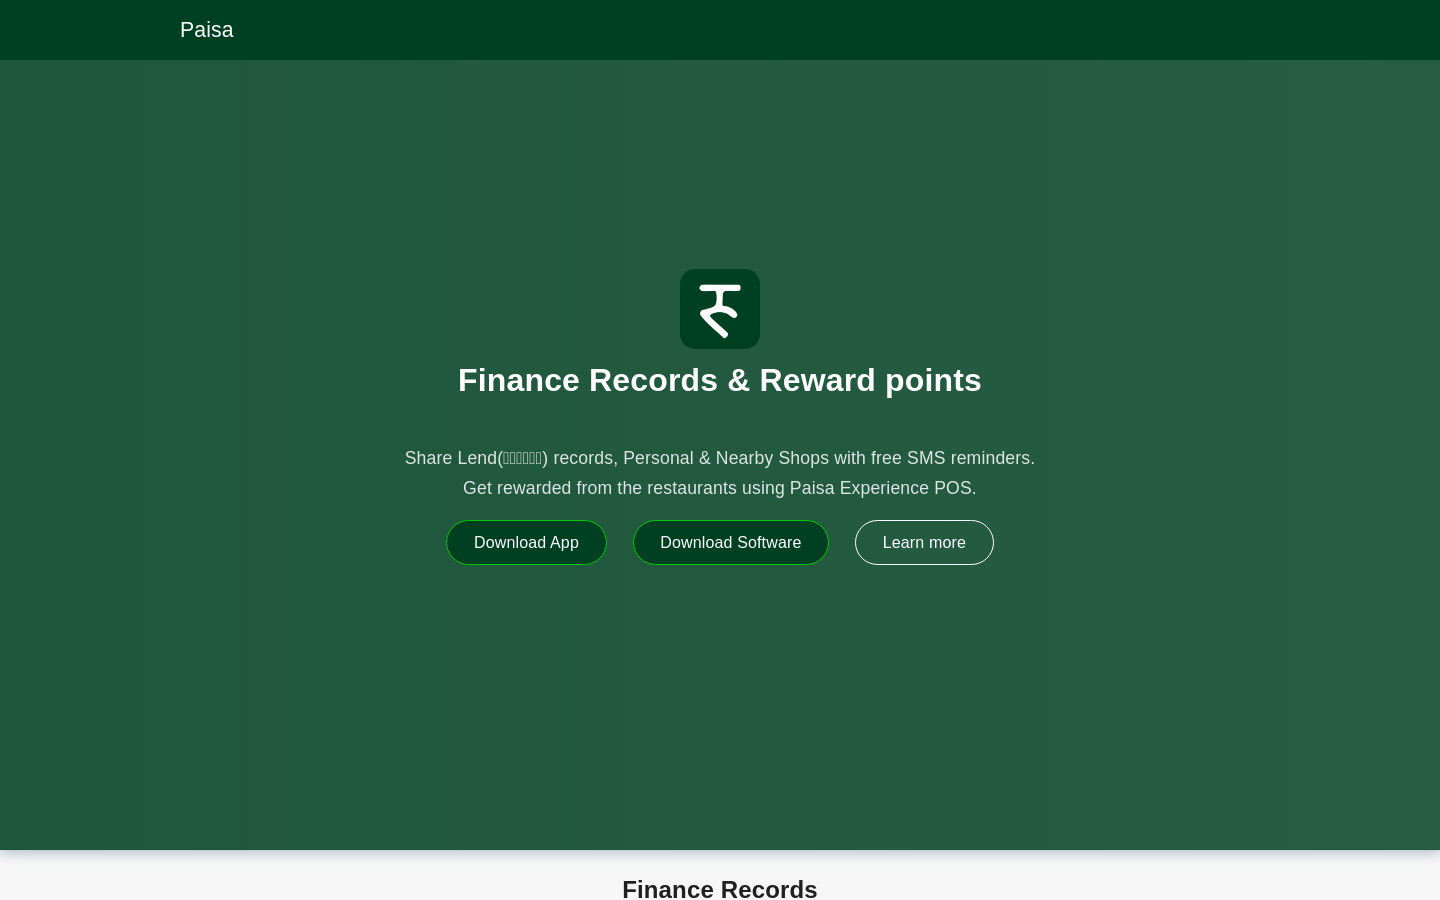 Paisa
Finance Records & Reward points
Share Lend() records, Personal & Nearby Shops with free SMS reminders.
Get rewarded from the restaurants using Paisa Experience POS.
Download App
Download Software
Learn more
Finance Records